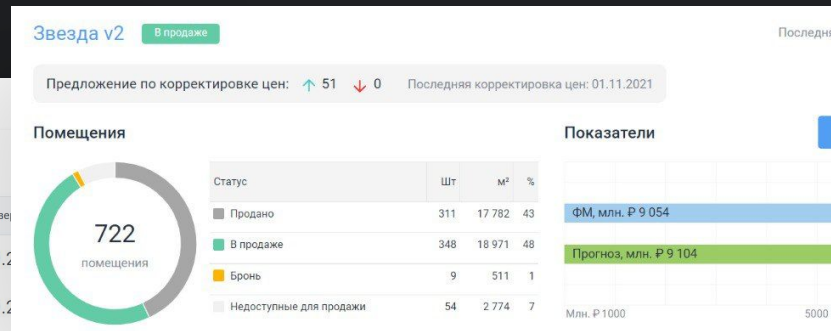 Звезда v2 В продаже
Предложение по корректировке цен: ↑ 51 ↓ 0 Последняя корректировка цен: 01.11.2021
Помещения
722
помещения
Статус Шт м² %
Продано 311 17 782 43
В продаже 348 18 971 48
Бронь 9 511 1
Недоступные для продажи 54 2 774 7
Показатели
ФМ, млн. ₽ 9 054
Прогноз, млн. ₽ 9 104
Млн. ₽ 1000 5000